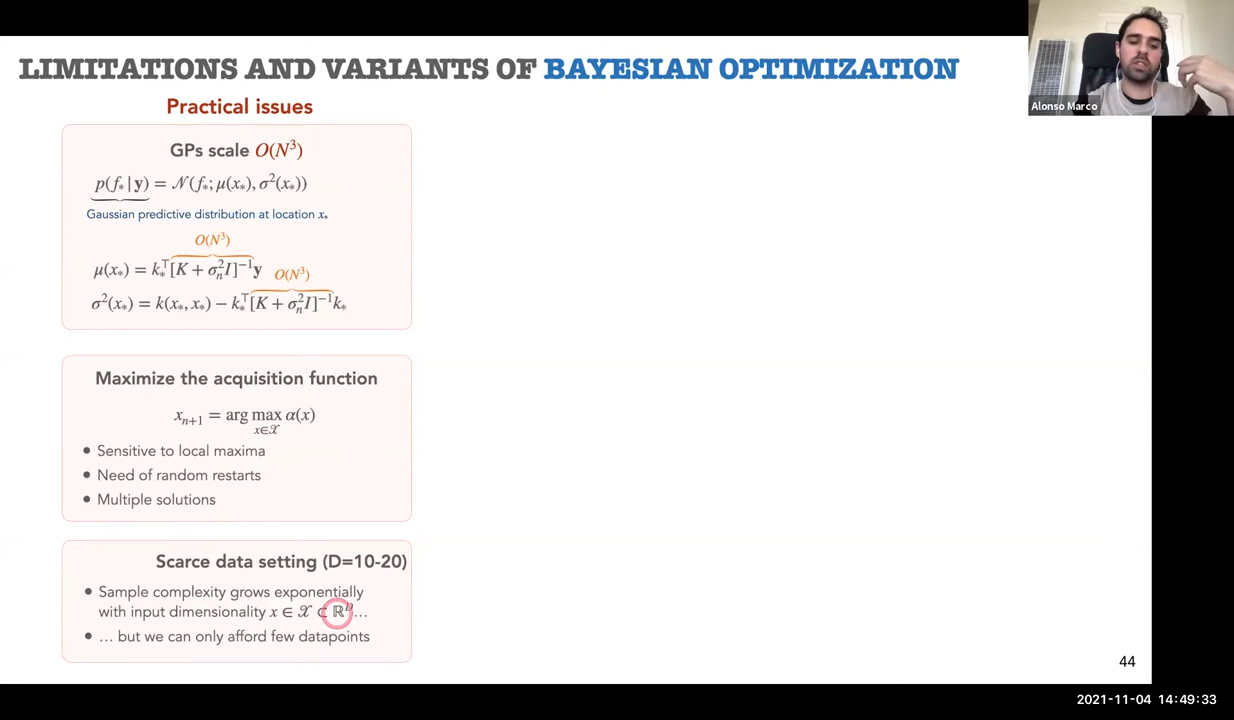 LIMITATIONS AND VARIANTS OF BAYESIAN OPTIMIZATION
Practical issues
GPs scale O(N³)
p(f⁎ | y) = 𝒩(f⁎; μ(x⁎), σ²(x⁎))
Gaussian predictive distribution at location x⁎
O(N³)
μ(x⁎) = k⁎⊤[K + σₙ²I]⁻¹y
O(N³)
σ²(x⁎) = k(x⁎, x⁎) − k⁎⊤[K + σₙ²I]⁻¹k⁎
Maximize the acquisition function
xₙ₊₁ = arg max α(x)
x∈𝒳
• Sensitive to local maxima
• Need of random restarts
• Multiple solutions
Scarce data setting (D=10-20)
• Sample complexity grows exponentially
with input dimensionality x ∈ 𝒳 ⊂ ℝᴰ…
• … but we can only afford few datapoints
44
Alonso Marco
2021-11-04 14:49:33